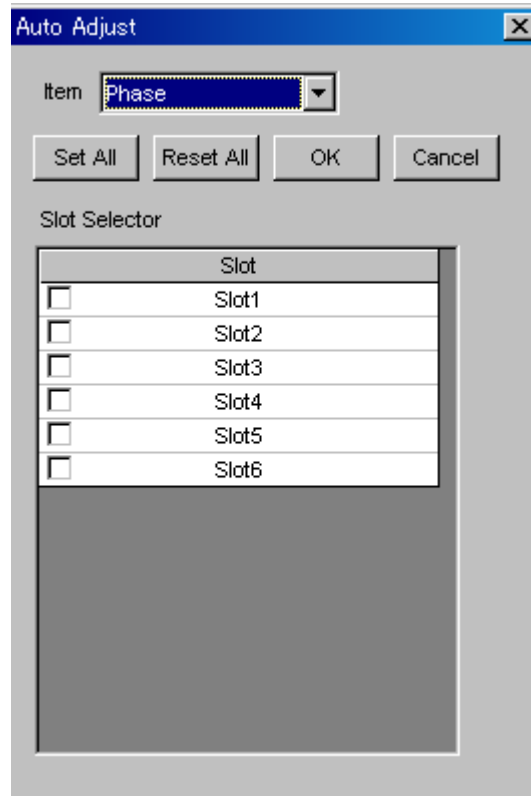 Auto Adjust
Item Phase
Set All Reset All OK Cancel
Slot Selector
Slot
Slot1
Slot2
Slot3
Slot4
Slot5
Slot6